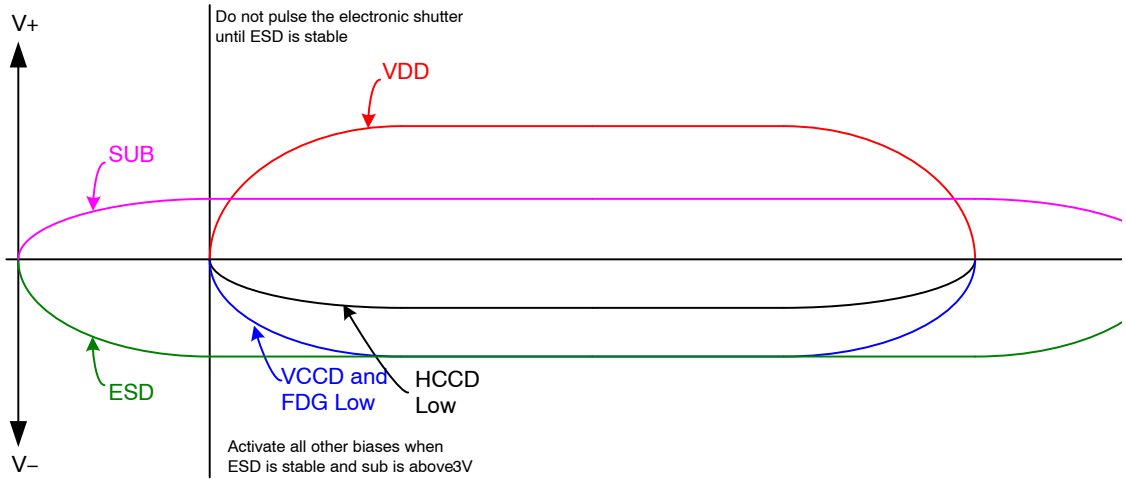 V+
Do not pulse the electronic shutter
until ESD is stable
VDD
SUB
ESD
VCCD and
FDG Low
HCCD
Low
V−
Activate all other biases when
ESD is stable and sub is above3V